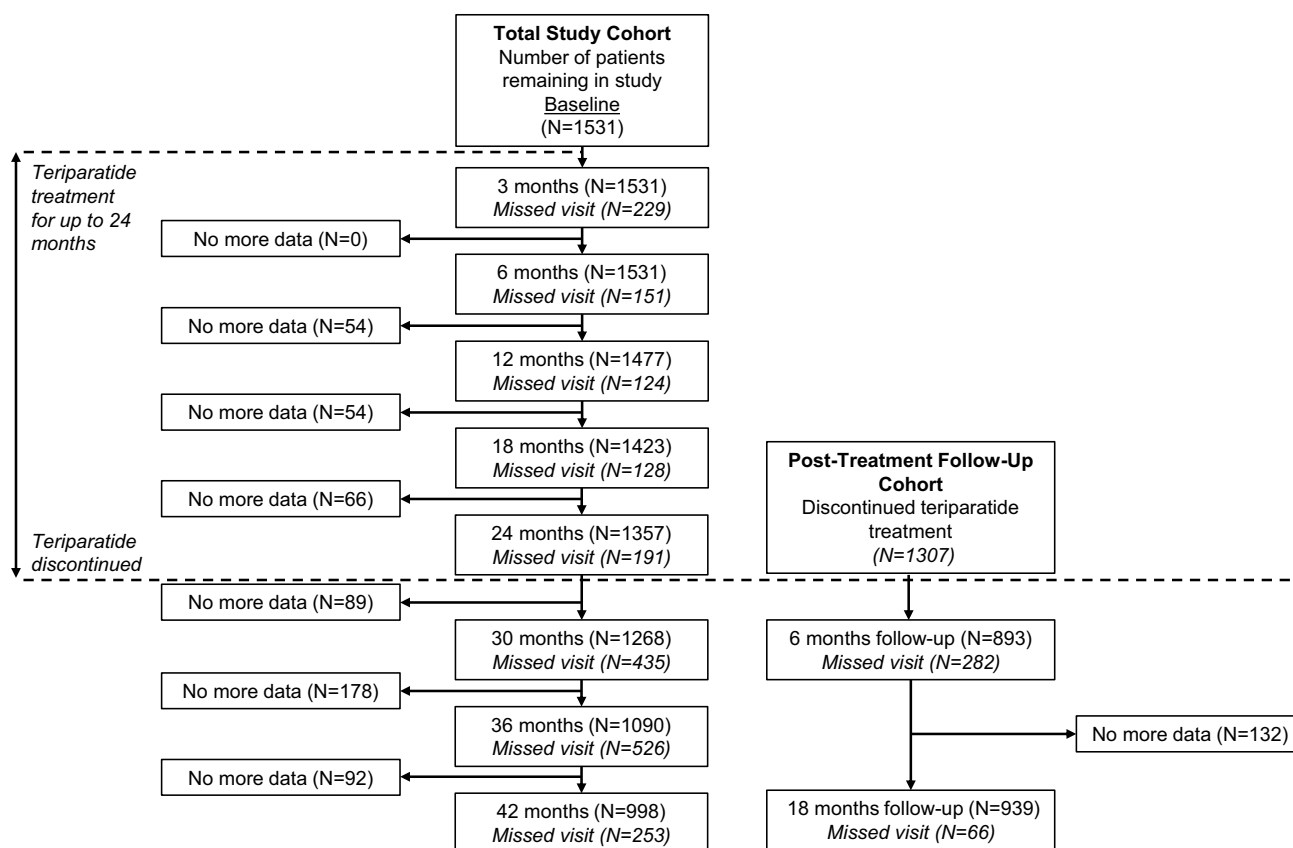 Total Study Cohort
Number of patients
remaining in study
Baseline
(N=1531)
Teriparatide
treatment
for up to 24
months
3 months (N=1531)
Missed visit (N=229)
No more data (N=0)
6 months (N=1531)
Missed visit (N=151)
No more data (N=54)
12 months (N=1477)
Missed visit (N=124)
No more data (N=54)
18 months (N=1423)
Missed visit (N=128)
No more data (N=66)
24 months (N=1357)
Missed visit (N=191)
Teriparatide
discontinued
Post-Treatment Follow-Up
Cohort
Discontinued teriparatide
treatment
(N=1307)
No more data (N=89)
30 months (N=1268)
Missed visit (N=435)
No more data (N=178)
36 months (N=1090)
Missed visit (N=526)
No more data (N=92)
42 months (N=998)
Missed visit (N=253)
6 months follow-up (N=893)
Missed visit (N=282)
No more data (N=132)
18 months follow-up (N=939)
Missed visit (N=66)